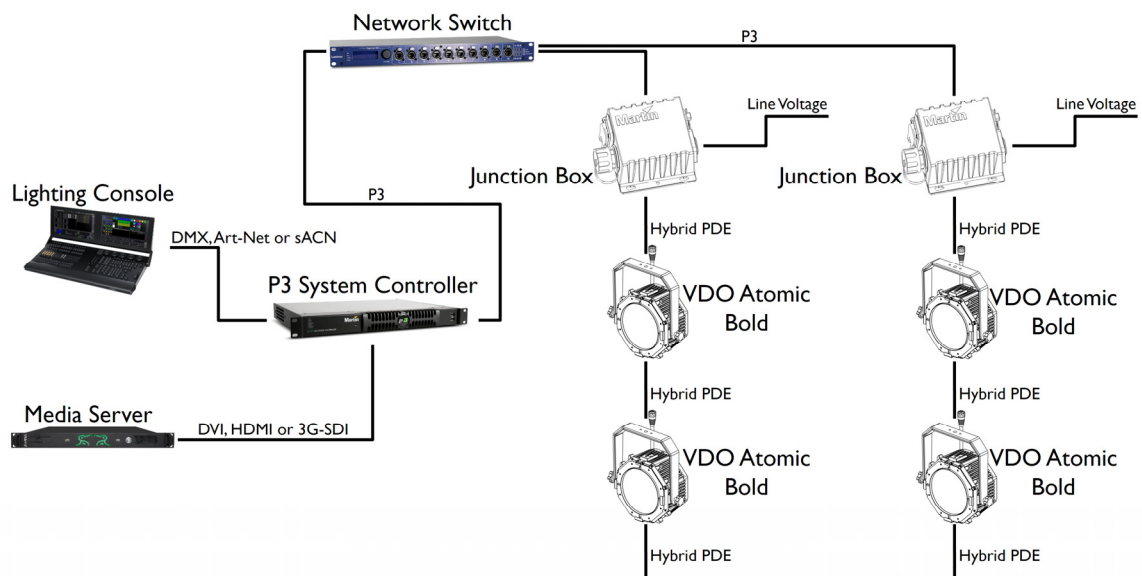 Network Switch
P3
Martin
Line Voltage
Martin
Line Voltage
Junction Box
Junction Box
P3
Lighting Console
DMX, Art-Net or sACN
Hybrid PDE
Hybrid PDE
P3 System Controller
Martin
VDO Atomic
Bold
VDO Atomic
Bold
Hybrid PDE
Hybrid PDE
Media Server
DVI, HDMI or 3G-SDI
VDO Atomic
Bold
VDO Atomic
Bold
Hybrid PDE
Hybrid PDE